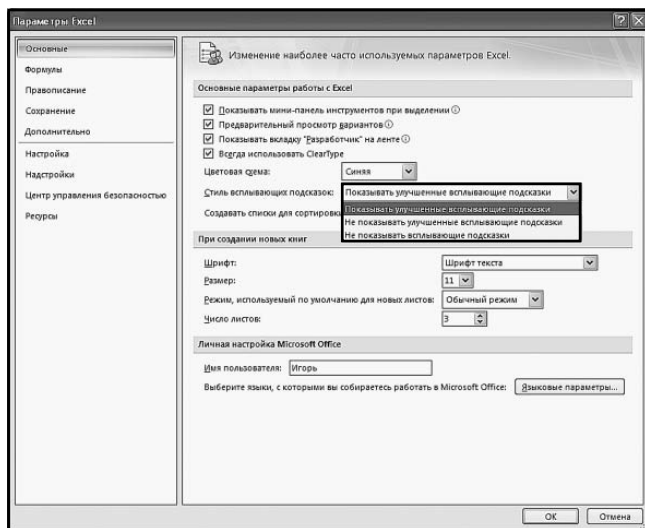 Параметры Excel
Основные
Формулы
Правописание
Сохранение
Дополнительно
Настройка
Надстройки
Центр управления безопасностью
Ресурсы
Изменение наиболее часто используемых параметров Excel.
Основные параметры работы с Excel
Показывать мини-панель инструментов при выделении
Предварительный просмотр вариантов
Показывать вкладку "Разработчик" на ленте
Всегда использовать ClearType
Цветовая схема: Синяя
Стиль всплывающих подсказок: Показывать улучшенные всплывающие подсказки
Показывать улучшенные всплывающие подсказки
Не показывать улучшенные всплывающие подсказки
Не показывать всплывающие подсказки
Создавать списки для сортировки
При создании новых книг
Шрифт: Шрифт текста
Размер: 11
Режим, используемый по умолчанию для новых листов: Обычный режим
Число листов: 3
Личная настройка Microsoft Office
Имя пользователя: Игорь
Выберите языки, с которыми вы собираетесь работать в Microsoft Office: Языковые параметры...
ОК Отмена